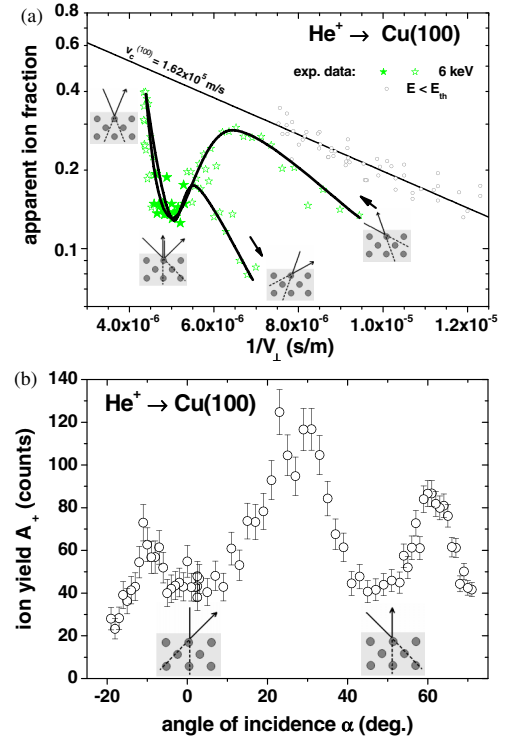 (a)
0.8
He⁺ → Cu(100)
v_c^(100) = 1.62x10⁵ m/s
exp. data: ★ ☆ 6 keV
○ E < E_th
0.4
0.2
0.1
apparent ion fraction
4.0x10⁻⁶ 6.0x10⁻⁶ 8.0x10⁻⁶ 1.0x10⁻⁵ 1.2x10⁻⁵
1/V_⊥ (s/m)
(b)
140
He⁺ → Cu(100)
120
100
80
60
40
20
0
ion yield A₊ (counts)
-20 0 20 40 60
angle of incidence α (deg.)